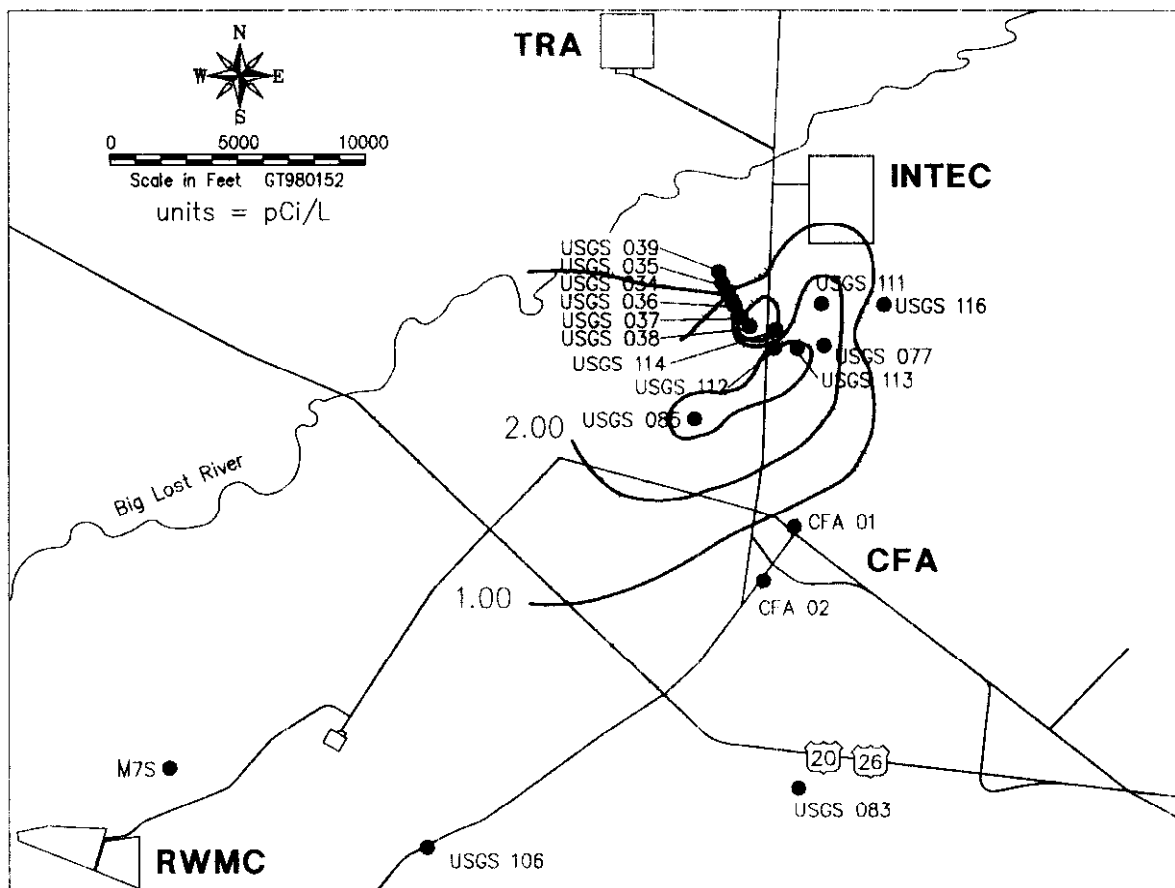 TRA
N
W E
S
0 5000 10000
Scale in Feet GT980152
units = pCi/L
INTEC
USGS 039
USGS 035
USGS 034
USGS 036
USGS 037
USGS 038
USGS 114
USGS 111
USGS 116
USGS 077
USGS 112
USGS 113
USGS 085
2.00
Big Lost River
CFA 01
CFA
1.00
CFA 02
M7S
20 26
USGS 083
RWMC
USGS 106